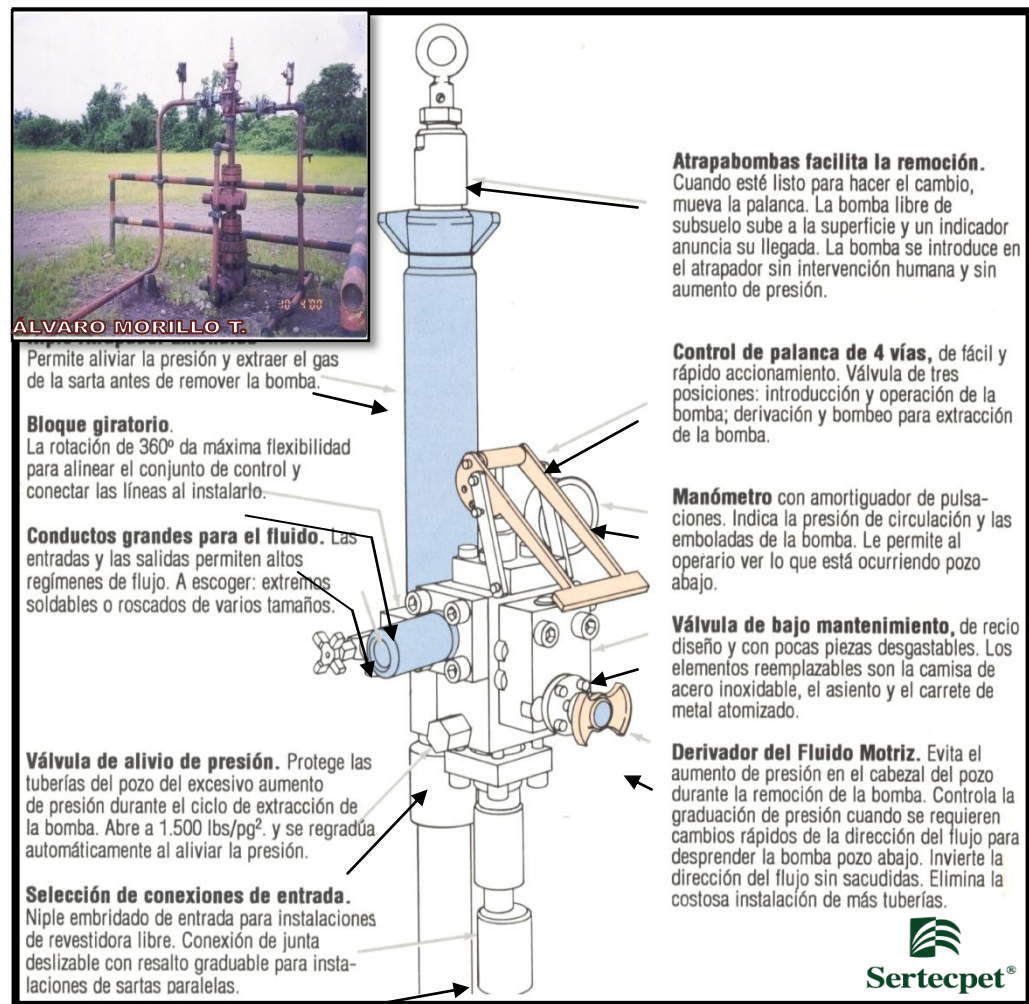 10 4 '00
ÁLVARO MORILLO T.
Permite aliviar la presión y extraer el gas
de la sarta antes de remover la bomba.
Bloque giratorio.
La rotación de 360º da máxima flexibilidad
para alinear el conjunto de control y
conectar las líneas al instalarlo.
Conductos grandes para el fluido. Las
entradas y las salidas permiten altos
regímenes de flujo. A escoger: extremos
soldables o roscados de varios tamaños.
Válvula de alivio de presión. Protege las
tuberías del pozo del excesivo aumento
de presión durante el ciclo de extracción de
la bomba. Abre a 1.500 lbs/pg². y se regradúa
automáticamente al aliviar la presión.
Selección de conexiones de entrada.
Niple embridado de entrada para instalaciones
de revestidora libre. Conexión de junta
deslizable con resalto graduable para insta-
laciones de sartas paralelas.
Atrapabombas facilita la remoción.
Cuando esté listo para hacer el cambio,
mueva la palanca. La bomba libre de
subsuelo sube a la superficie y un indicador
anuncia su llegada. La bomba se introduce en
el atrapador sin intervención humana y sin
aumento de presión.
Control de palanca de 4 vías, de fácil y
rápido accionamiento. Válvula de tres
posiciones: introducción y operación de la
bomba; derivación y bombeo para extracción
de la bomba.
Manómetro con amortiguador de pulsa-
ciones. Indica la presión de circulación y las
emboladas de la bomba. Le permite al
operario ver lo que está ocurriendo pozo
abajo.
Válvula de bajo mantenimiento, de recio
diseño y con pocas piezas desgastables. Los
elementos reemplazables son la camisa de
acero inoxidable, el asiento y el carrete de
metal atomizado.
Derivador del Fluido Motriz. Evita el
aumento de presión en el cabezal del pozo
durante la remoción de la bomba. Controla la
graduación de presión cuando se requieren
cambios rápidos de la dirección del flujo para
desprender la bomba pozo abajo. Invierte la
dirección del flujo sin sacudidas. Elimina la
costosa instalación de más tuberías.
Sertecpet®